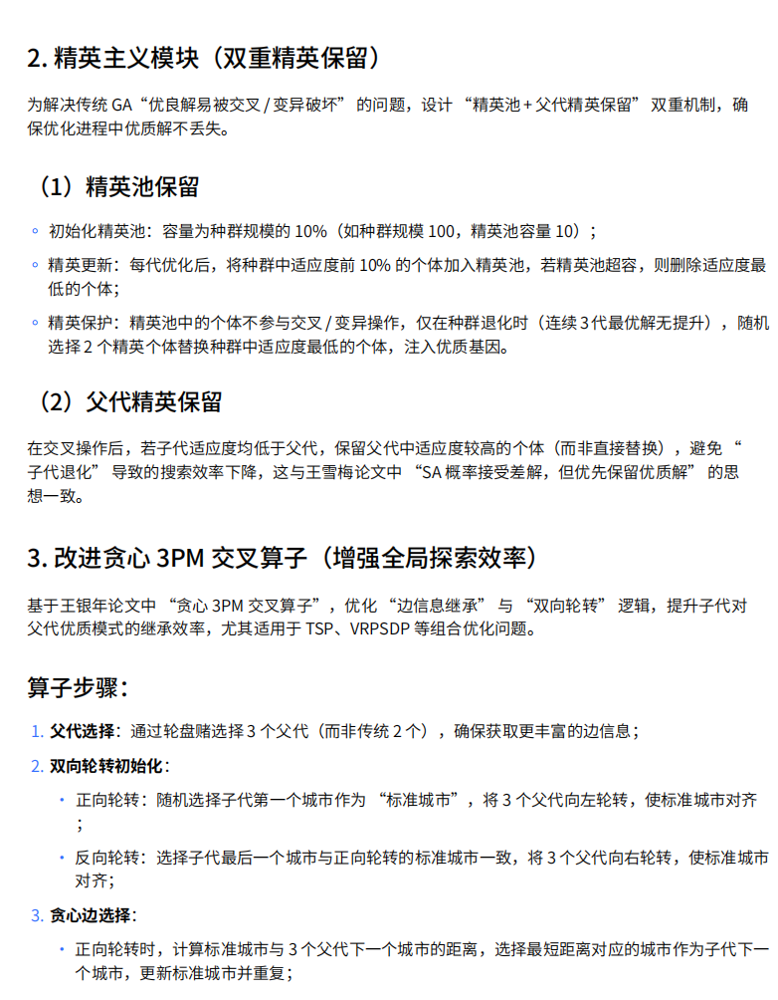 2. 精英主义模块（双重精英保留）
为解决传统 GA“优良解易被交叉 / 变异破坏” 的问题，设计 “精英池 + 父代精英保留” 双重机制，确
保优化进程中优质解不丢失。
（1）精英池保留
初始化精英池：容量为种群规模的 10%（如种群规模 100，精英池容量 10）；
精英更新：每代优化后，将种群中适应度前 10% 的个体加入精英池，若精英池超容，则删除适应度最
低的个体；
精英保护：精英池中的个体不参与交叉 / 变异操作，仅在种群退化时（连续 3 代最优解无提升），随机
选择 2 个精英个体替换种群中适应度最低的个体，注入优质基因。
（2）父代精英保留
在交叉操作后，若子代适应度均低于父代，保留父代中适应度较高的个体（而非直接替换），避免 “
子代退化” 导致的搜索效率下降，这与王雪梅论文中 “SA 概率接受差解，但优先保留优质解” 的思
想一致。
3. 改进贪心 3PM 交叉算子（增强全局探索效率）
基于王银年论文中 “贪心 3PM 交叉算子”，优化 “边信息继承” 与 “双向轮转” 逻辑，提升子代对
父代优质模式的继承效率，尤其适用于 TSP、VRPSDP 等组合优化问题。
算子步骤：
1. 父代选择：通过轮盘赌选择 3 个父代（而非传统 2 个），确保获取更丰富的边信息；
2. 双向轮转初始化：
正向轮转：随机选择子代第一个城市作为 “标准城市”，将 3 个父代向左轮转，使标准城市对齐
；
反向轮转：选择子代最后一个城市与正向轮转的标准城市一致，将 3 个父代向右轮转，使标准城市
对齐；
3. 贪心边选择：
正向轮转时，计算标准城市与 3 个父代下一个城市的距离，选择最短距离对应的城市作为子代下一
个城市，更新标准城市并重复；